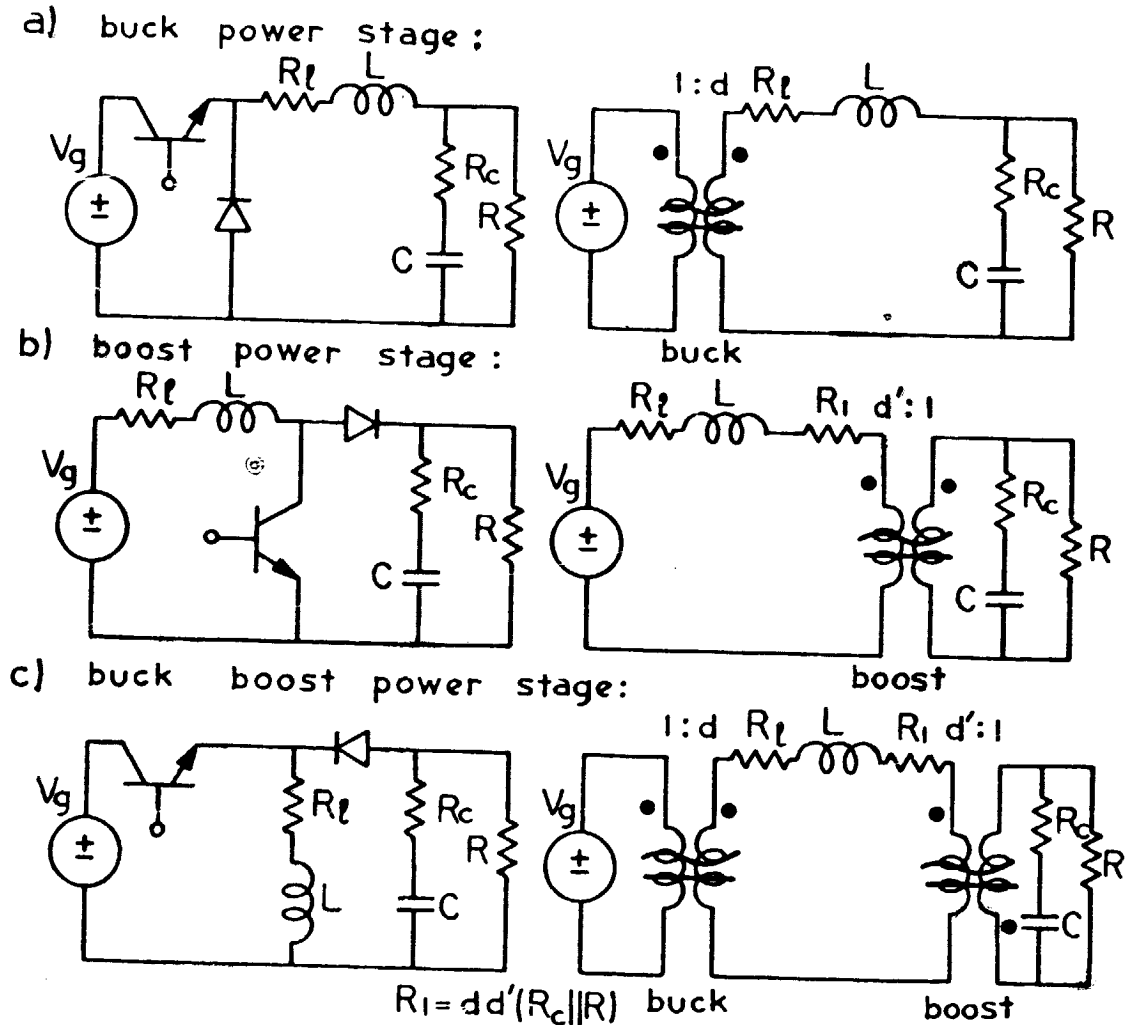 a) buck power stage:
Rℓ L
Vg
Rc
R
C
1:d Rℓ L
Vg
Rc
R
C
buck
b) boost power stage:
Rℓ L
Vg
Rc
R
C
Rℓ L R1 d':1
Vg
Rc
R
C
boost
c) buck boost power stage:
Vg
Rℓ
L
Rc
R
C
1:d Rℓ L R1 d':1
Vg
Rc
R
C
buck boost
R1=dd'(Rc||R)